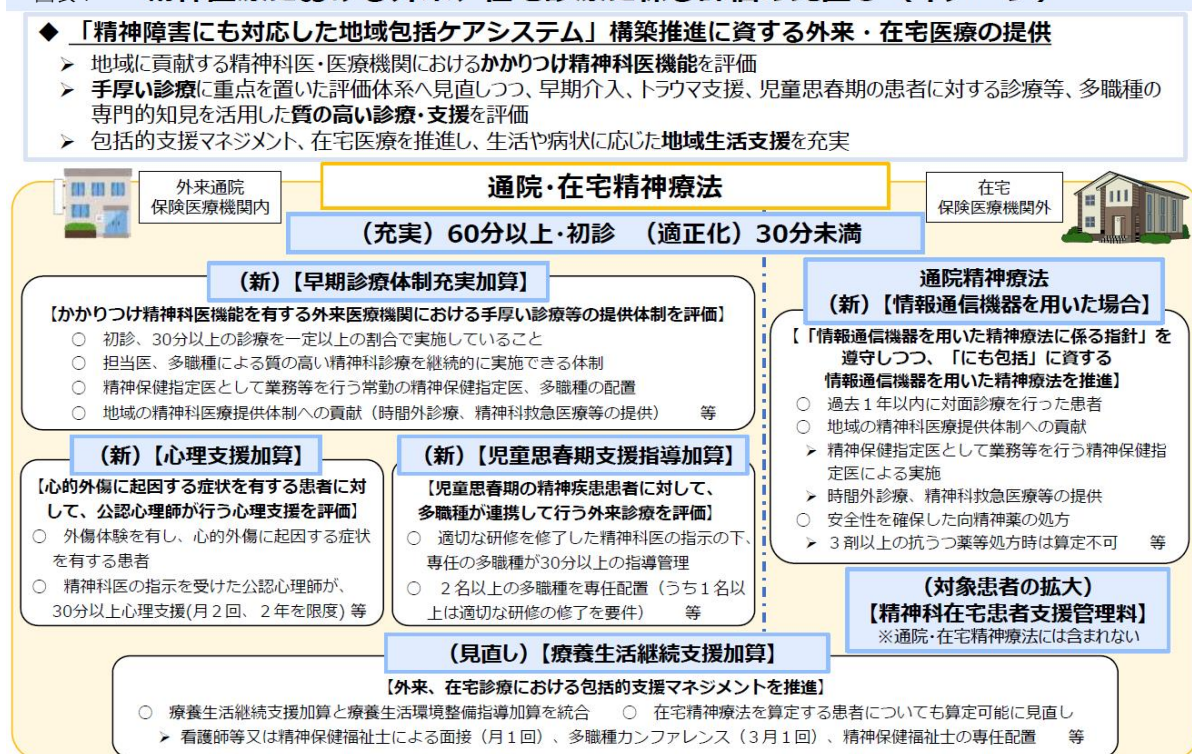 ◆ 「精神障害にも対応した地域包括ケアシステム」構築推進に資する外来・在宅医療の提供
➢ 地域に貢献する精神科医・医療機関におけるかかりつけ精神科医機能を評価
➢ 手厚い診療に重点を置いた評価体系へ見直しつつ、早期介入、トラウマ支援、児童思春期の患者に対する診療等、多職種の
専門的知見を活用した質の高い診療・支援を評価
➢ 包括的支援マネジメント、在宅医療を推進し、生活や病状に応じた地域生活支援を充実
外来通院
保険医療機関内
通院・在宅精神療法
在宅
保険医療機関外
（充実）60分以上・初診 （適正化）30分未満
（新）【早期診療体制充実加算】
【かかりつけ精神科医機能を有する外来医療機関における手厚い診療等の提供体制を評価】
○ 初診、30分以上の診療を一定以上の割合で実施していること
○ 担当医、多職種による質の高い精神科診療を継続的に実施できる体制
○ 精神保健指定医として業務等を行う常勤の精神保健指定医、多職種の配置
○ 地域の精神科医療提供体制への貢献（時間外診療、精神科救急医療等の提供） 等
通院精神療法
（新）【情報通信機器を用いた場合】
【「情報通信機器を用いた精神療法に係る指針」を
遵守しつつ、「にも包括」に資する
情報通信機器を用いた精神療法を推進】
○ 過去１年以内に対面診療を行った患者
○ 地域の精神科医療提供体制への貢献
➢ 精神保健指定医として業務等を行う精神保健指
定医による実施
➢ 時間外診療、精神科救急医療等の提供
○ 安全性を確保した向精神薬の処方
➢ ３剤以上の抗うつ薬等処方時は算定不可 等
（新）【心理支援加算】
【心的外傷に起因する症状を有する患者に対
して、公認心理師が行う心理支援を評価】
○ 外傷体験を有し、心的外傷に起因する症状
を有する患者
○ 精神科医の指示を受けた公認心理師が、
30分以上心理支援(月２回、２年を限度) 等
（新）【児童思春期支援指導加算】
【児童思春期の精神疾患患者に対して、
多職種が連携して行う外来診療を評価】
○ 適切な研修を修了した精神科医の指示の下、
専任の多職種が30分以上の指導管理
○ ２名以上の多職種を専任配置（うち１名以
上は適切な研修の修了を要件） 等
（対象患者の拡大）
【精神科在宅患者支援管理料】
※通院・在宅精神療法には含まれない
（見直し）【療養生活継続支援加算】
【外来、在宅診療における包括的支援マネジメントを推進】
○ 療養生活継続支援加算と療養生活環境整備指導加算を統合 ○ 在宅精神療法を算定する患者についても算定可能に見直し
➢ 看護師等又は精神保健福祉士による面接（月１回）、多職種カンファレンス（３月１回）、精神保健福祉士の専任配置 等